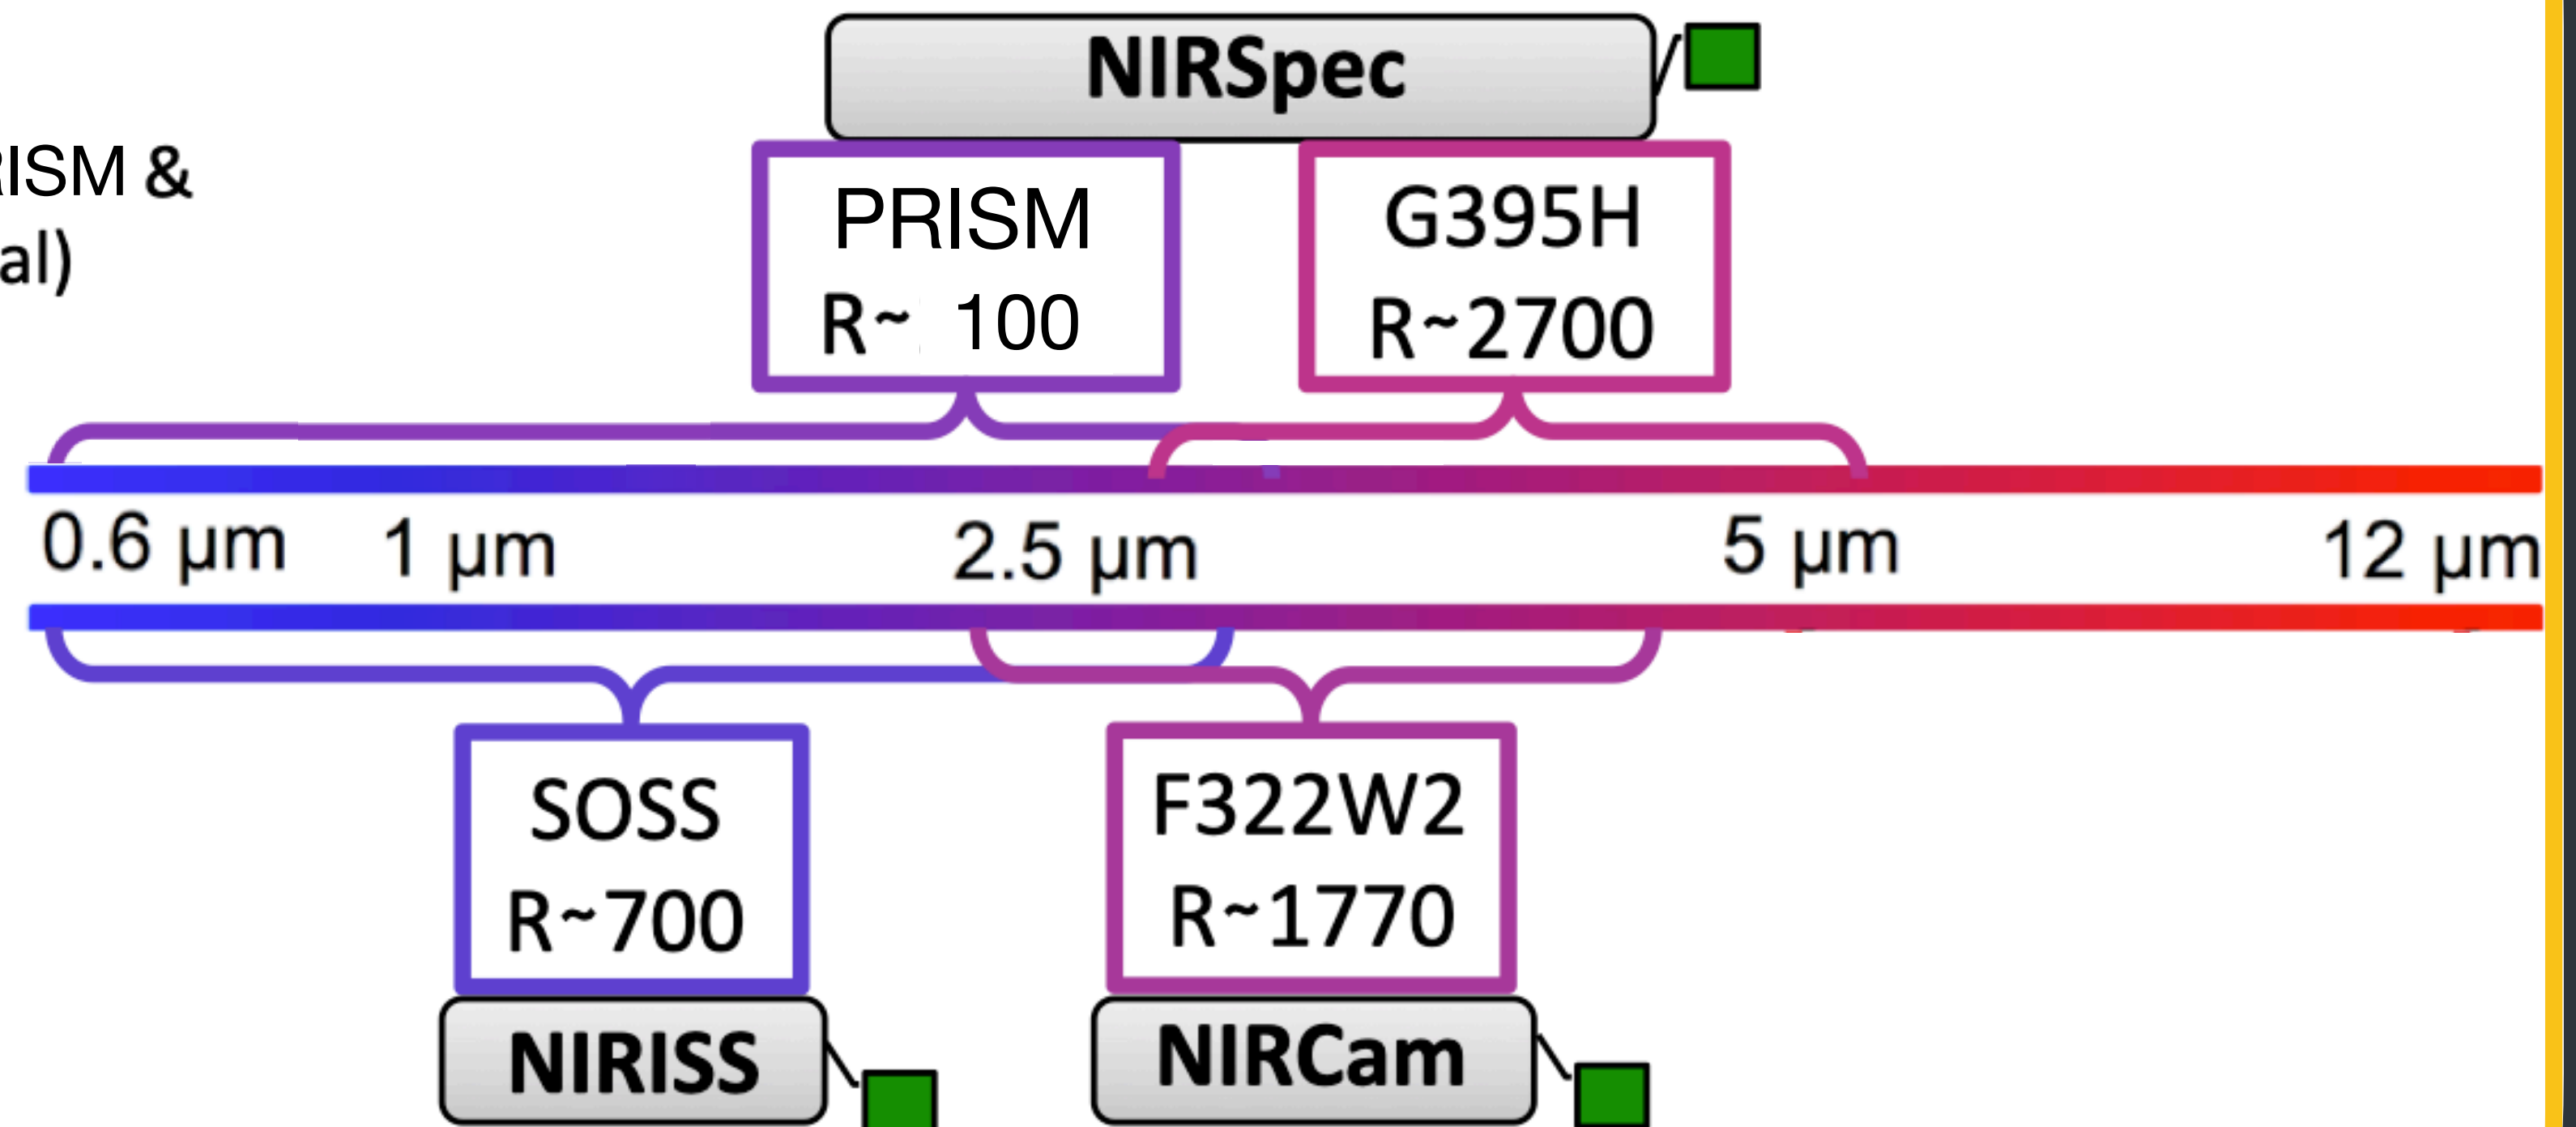 NIRSpec
RISM &
al)
PRISM
R~ 100
G395H
R~2700
0.6 µm
1 µm
2.5 µm
5 µm
12 µm
SOSS
R~700
F322W2
R~1770
NIRISS
NIRCam